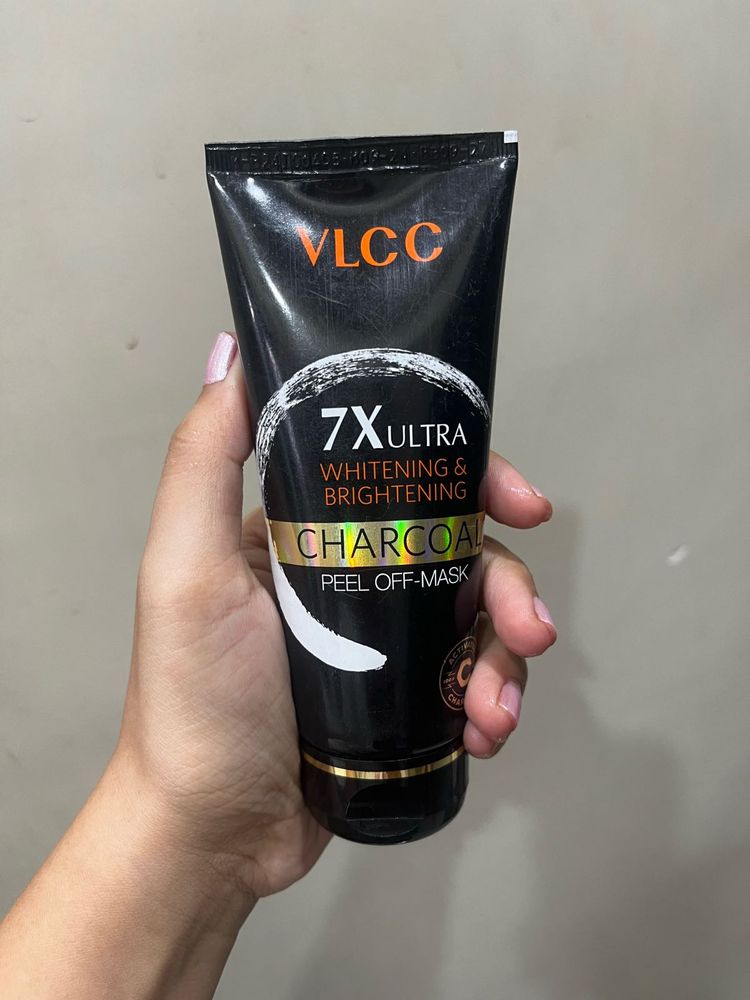 VLCC
7X ULTRA
WHITENING &
BRIGHTENING
CHARCOAL
PEEL OFF-MASK